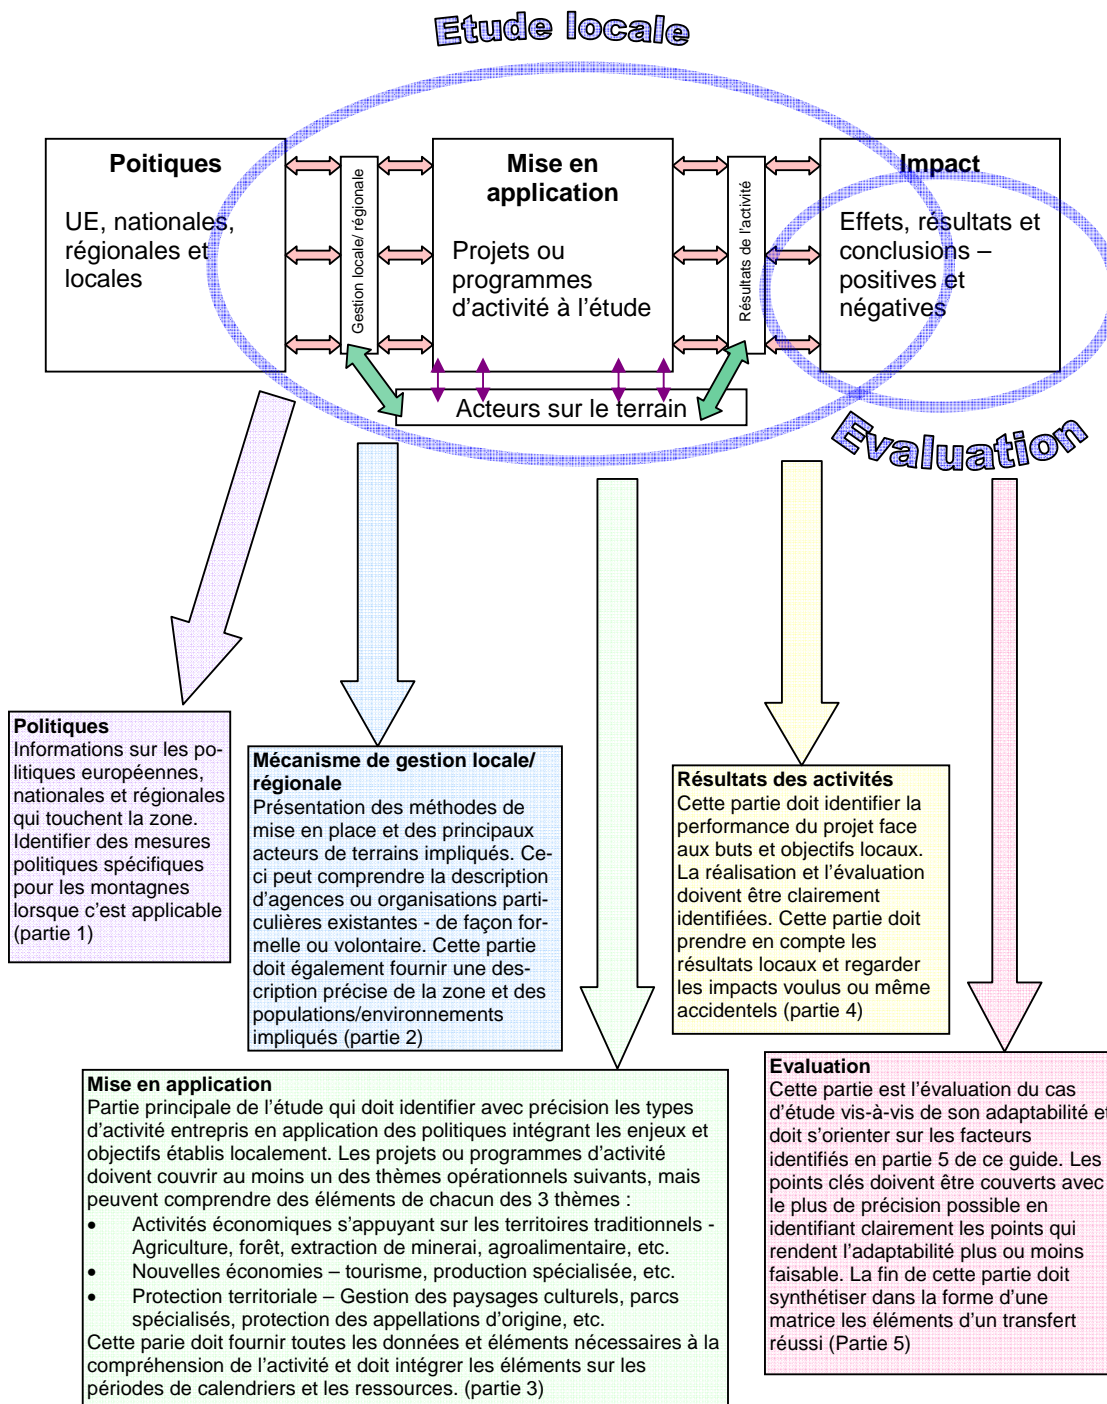 Etude locale
Poitiques
UE, nationales,
régionales et
locales
Gestion locale/ régionale
Mise en
application
Projets ou
programmes
d’activité à l’étude
Résultats de l’activité
Impact
Effets, résultats et
conclusions –
positives et
négatives
Acteurs sur le terrain
Evaluation
Politiques
Informations sur les po-
litiques européennes,
nationales et régionales
qui touchent la zone.
Identifier des mesures
politiques spécifiques
pour les montagnes
lorsque c’est applicable
(partie 1)
Mécanisme de gestion locale/
régionale
Présentation des méthodes de
mise en place et des principaux
acteurs de terrains impliqués. Ce-
ci peut comprendre la description
d’agences ou organisations parti-
culières existantes - de façon for-
melle ou volontaire. Cette partie
doit également fournir une des-
cription précise de la zone et des
populations/environnements
impliqués (partie 2)
Résultats des activités
Cette partie doit identifier la
performance du projet face
aux buts et objectifs locaux.
La réalisation et l’évaluation
doivent être clairement
identifiées. Cette partie doit
prendre en compte les
résultats locaux et regarder
les impacts voulus ou même
accidentels (partie 4)
Mise en application
Partie principale de l’étude qui doit identifier avec précision les types
d’activité entrepris en application des politiques intégrant les enjeux et
objectifs établis localement. Les projets ou programmes d’activité
doivent couvrir au moins un des thèmes opérationnels suivants, mais
peuvent comprendre des éléments de chacun des 3 thèmes :
• Activités économiques s’appuyant sur les territoires traditionnels -
Agriculture, forêt, extraction de minerai, agroalimentaire, etc.
• Nouvelles économies – tourisme, production spécialisée, etc.
• Protection territoriale – Gestion des paysages culturels, parcs
spécialisés, protection des appellations d’origine, etc.
Cette parie doit fournir toutes les données et éléments nécessaires à la
compréhension de l’activité et doit intégrer les éléments sur les
périodes de calendriers et les ressources. (partie 3)
Evaluation
Cette partie est l’évaluation du cas
d’étude vis-à-vis de son adaptabilité et
doit s’orienter sur les facteurs
identifiés en partie 5 de ce guide. Les
points clés doivent être couverts avec
le plus de précision possible en
identifiant clairement les points qui
rendent l’adaptabilité plus ou moins
faisable. La fin de cette partie doit
synthétiser dans la forme d’une
matrice les éléments d’un transfert
réussi (Partie 5)